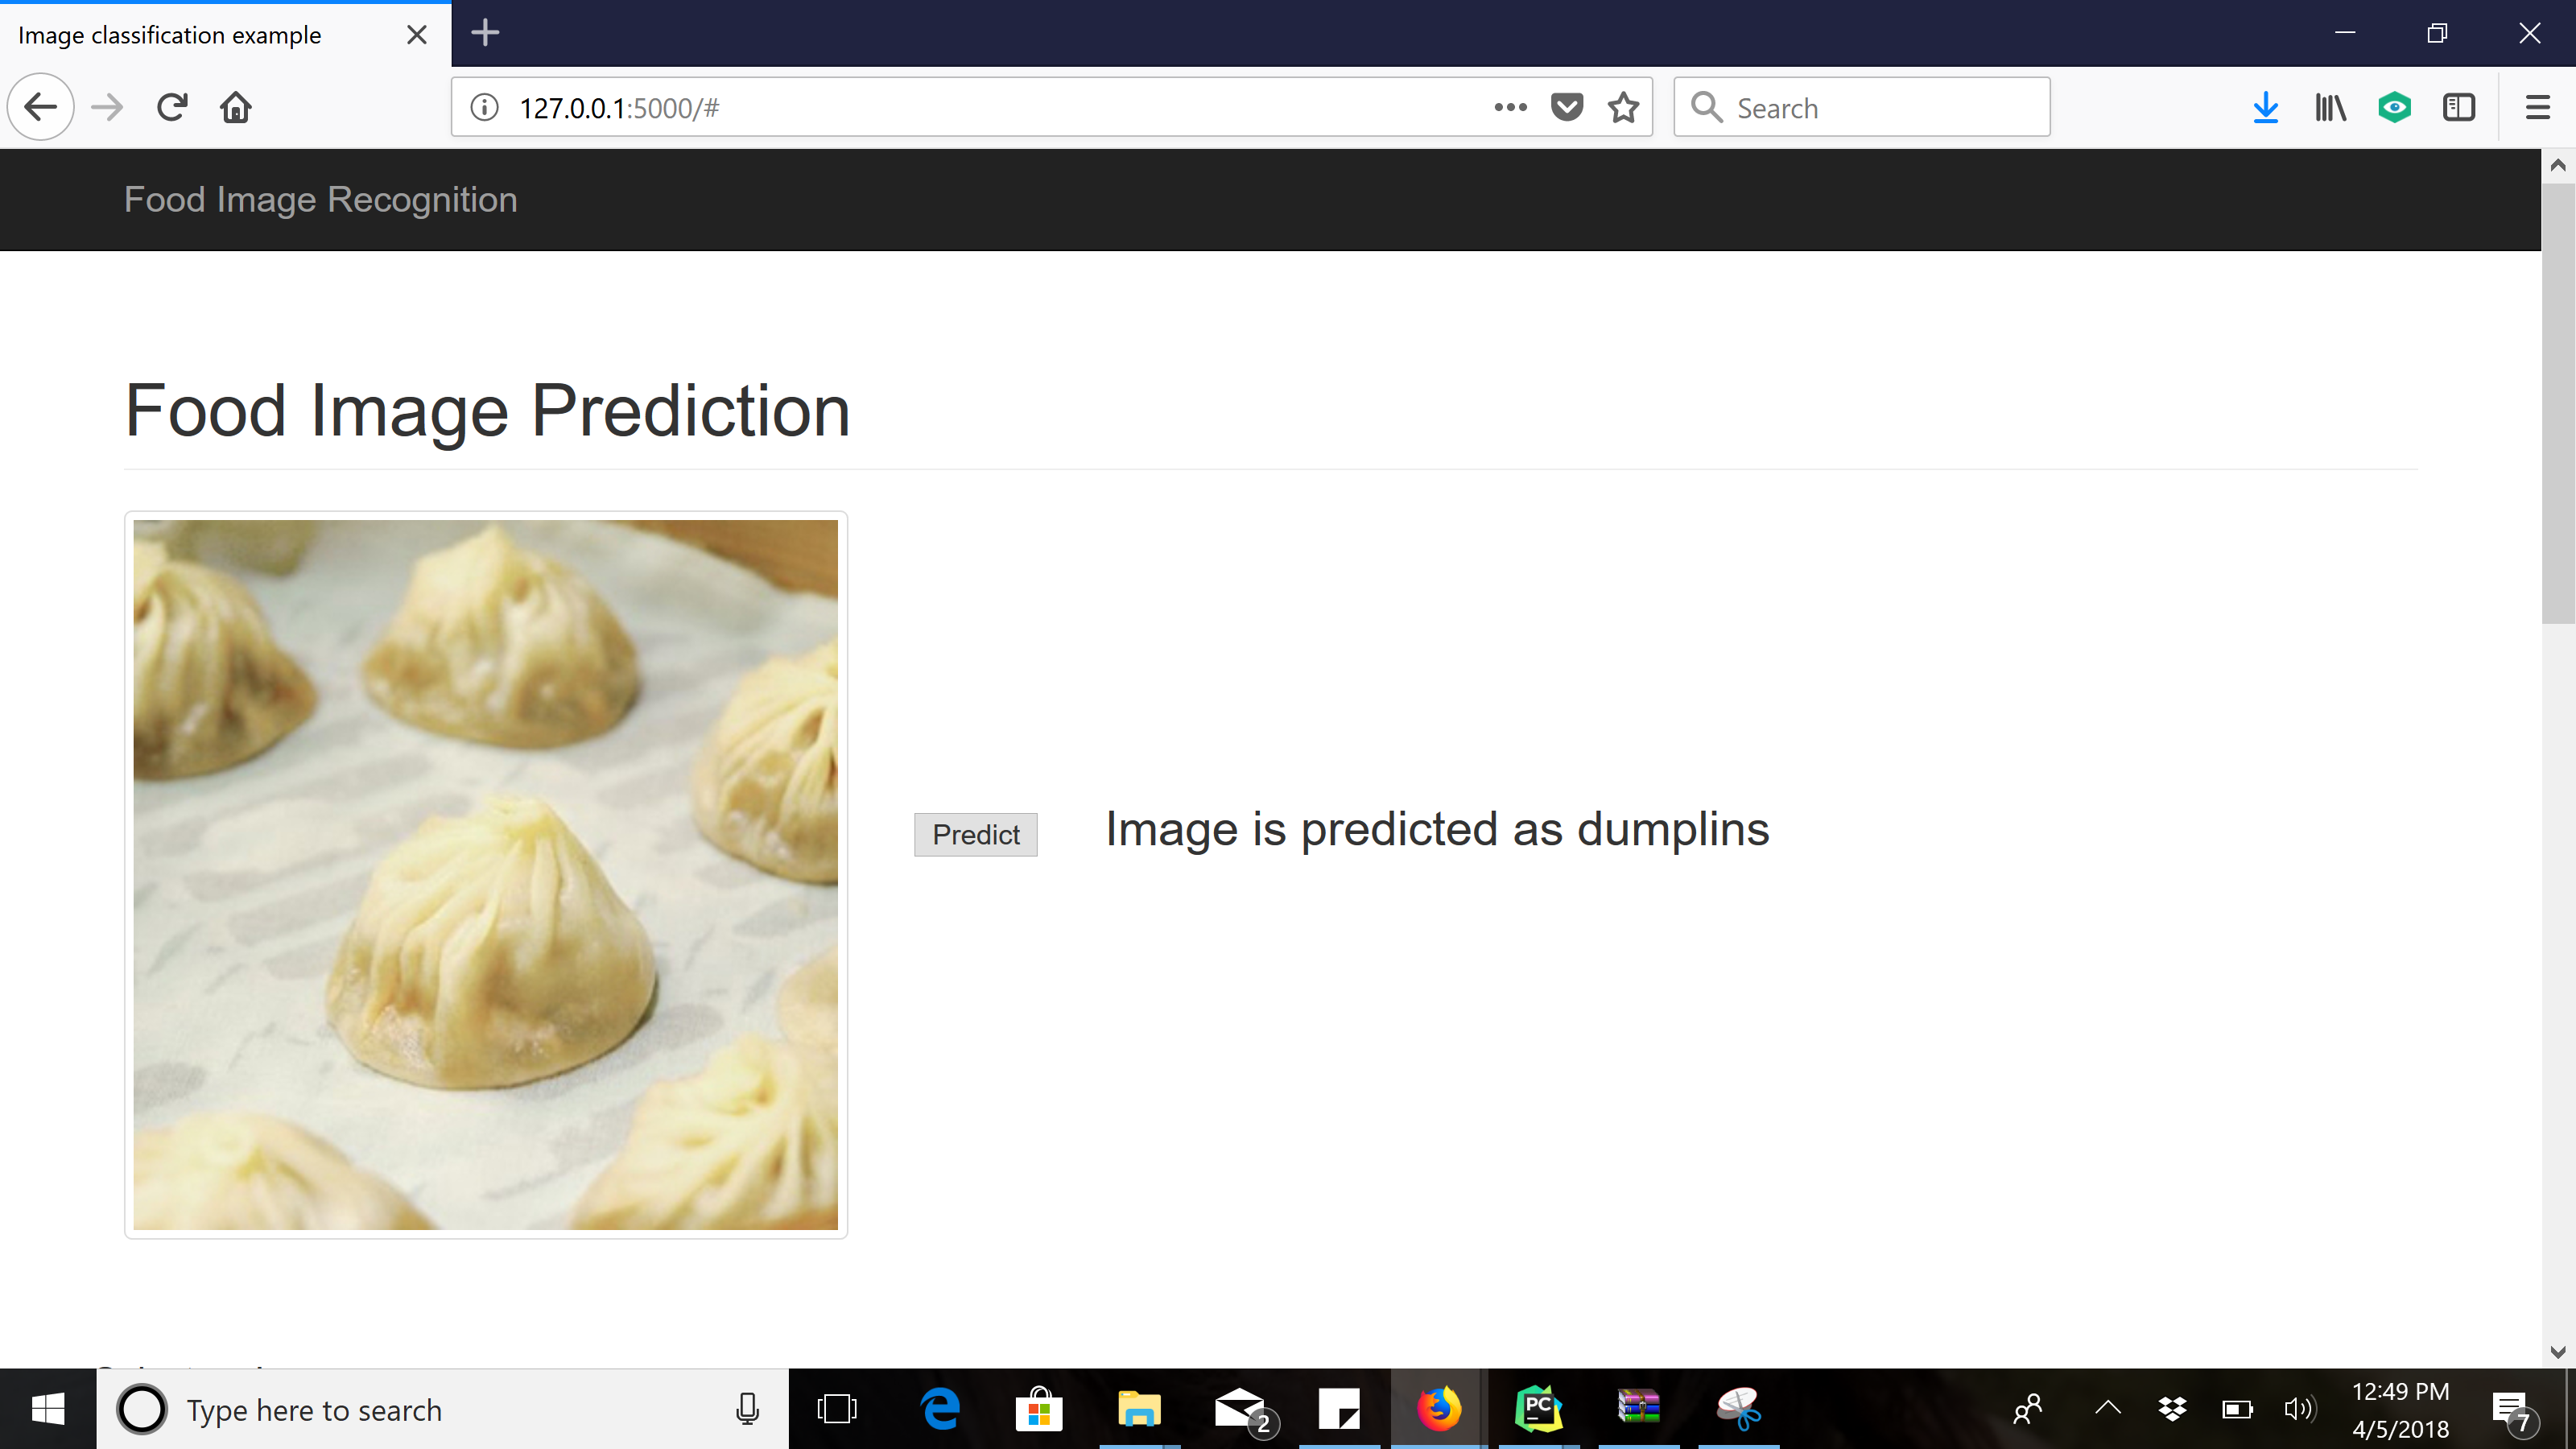 Image classification example
127.0.0.1:5000/#
Search
Food Image Recognition
Food Image Prediction
Predict
Image is predicted as dumplins
Type here to search
2
PC
12:49 PM
4/5/2018
7